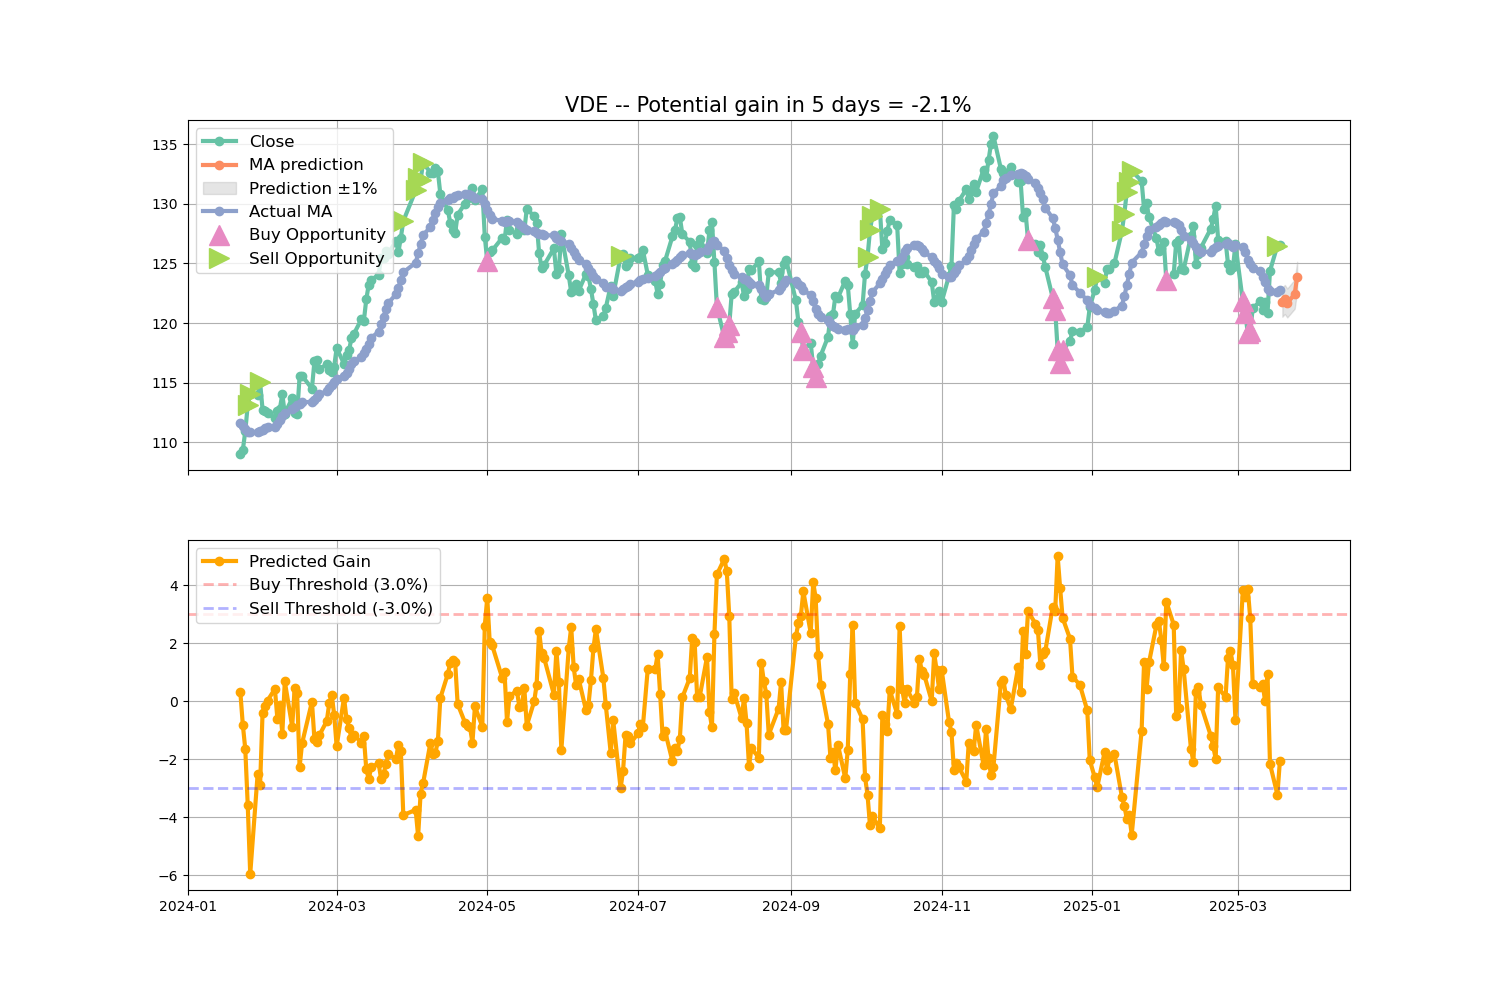 VDE -- Potential gain in 5 days = -2.1%
135
130
125
120
115
110
Close
MA prediction
Prediction ±1%
Actual MA
Buy Opportunity
Sell Opportunity
4
2
0
−2
−4
−6
Predicted Gain
Buy Threshold (3.0%)
Sell Threshold (-3.0%)
2024-01 2024-03 2024-05 2024-07 2024-09 2024-11 2025-01 2025-03